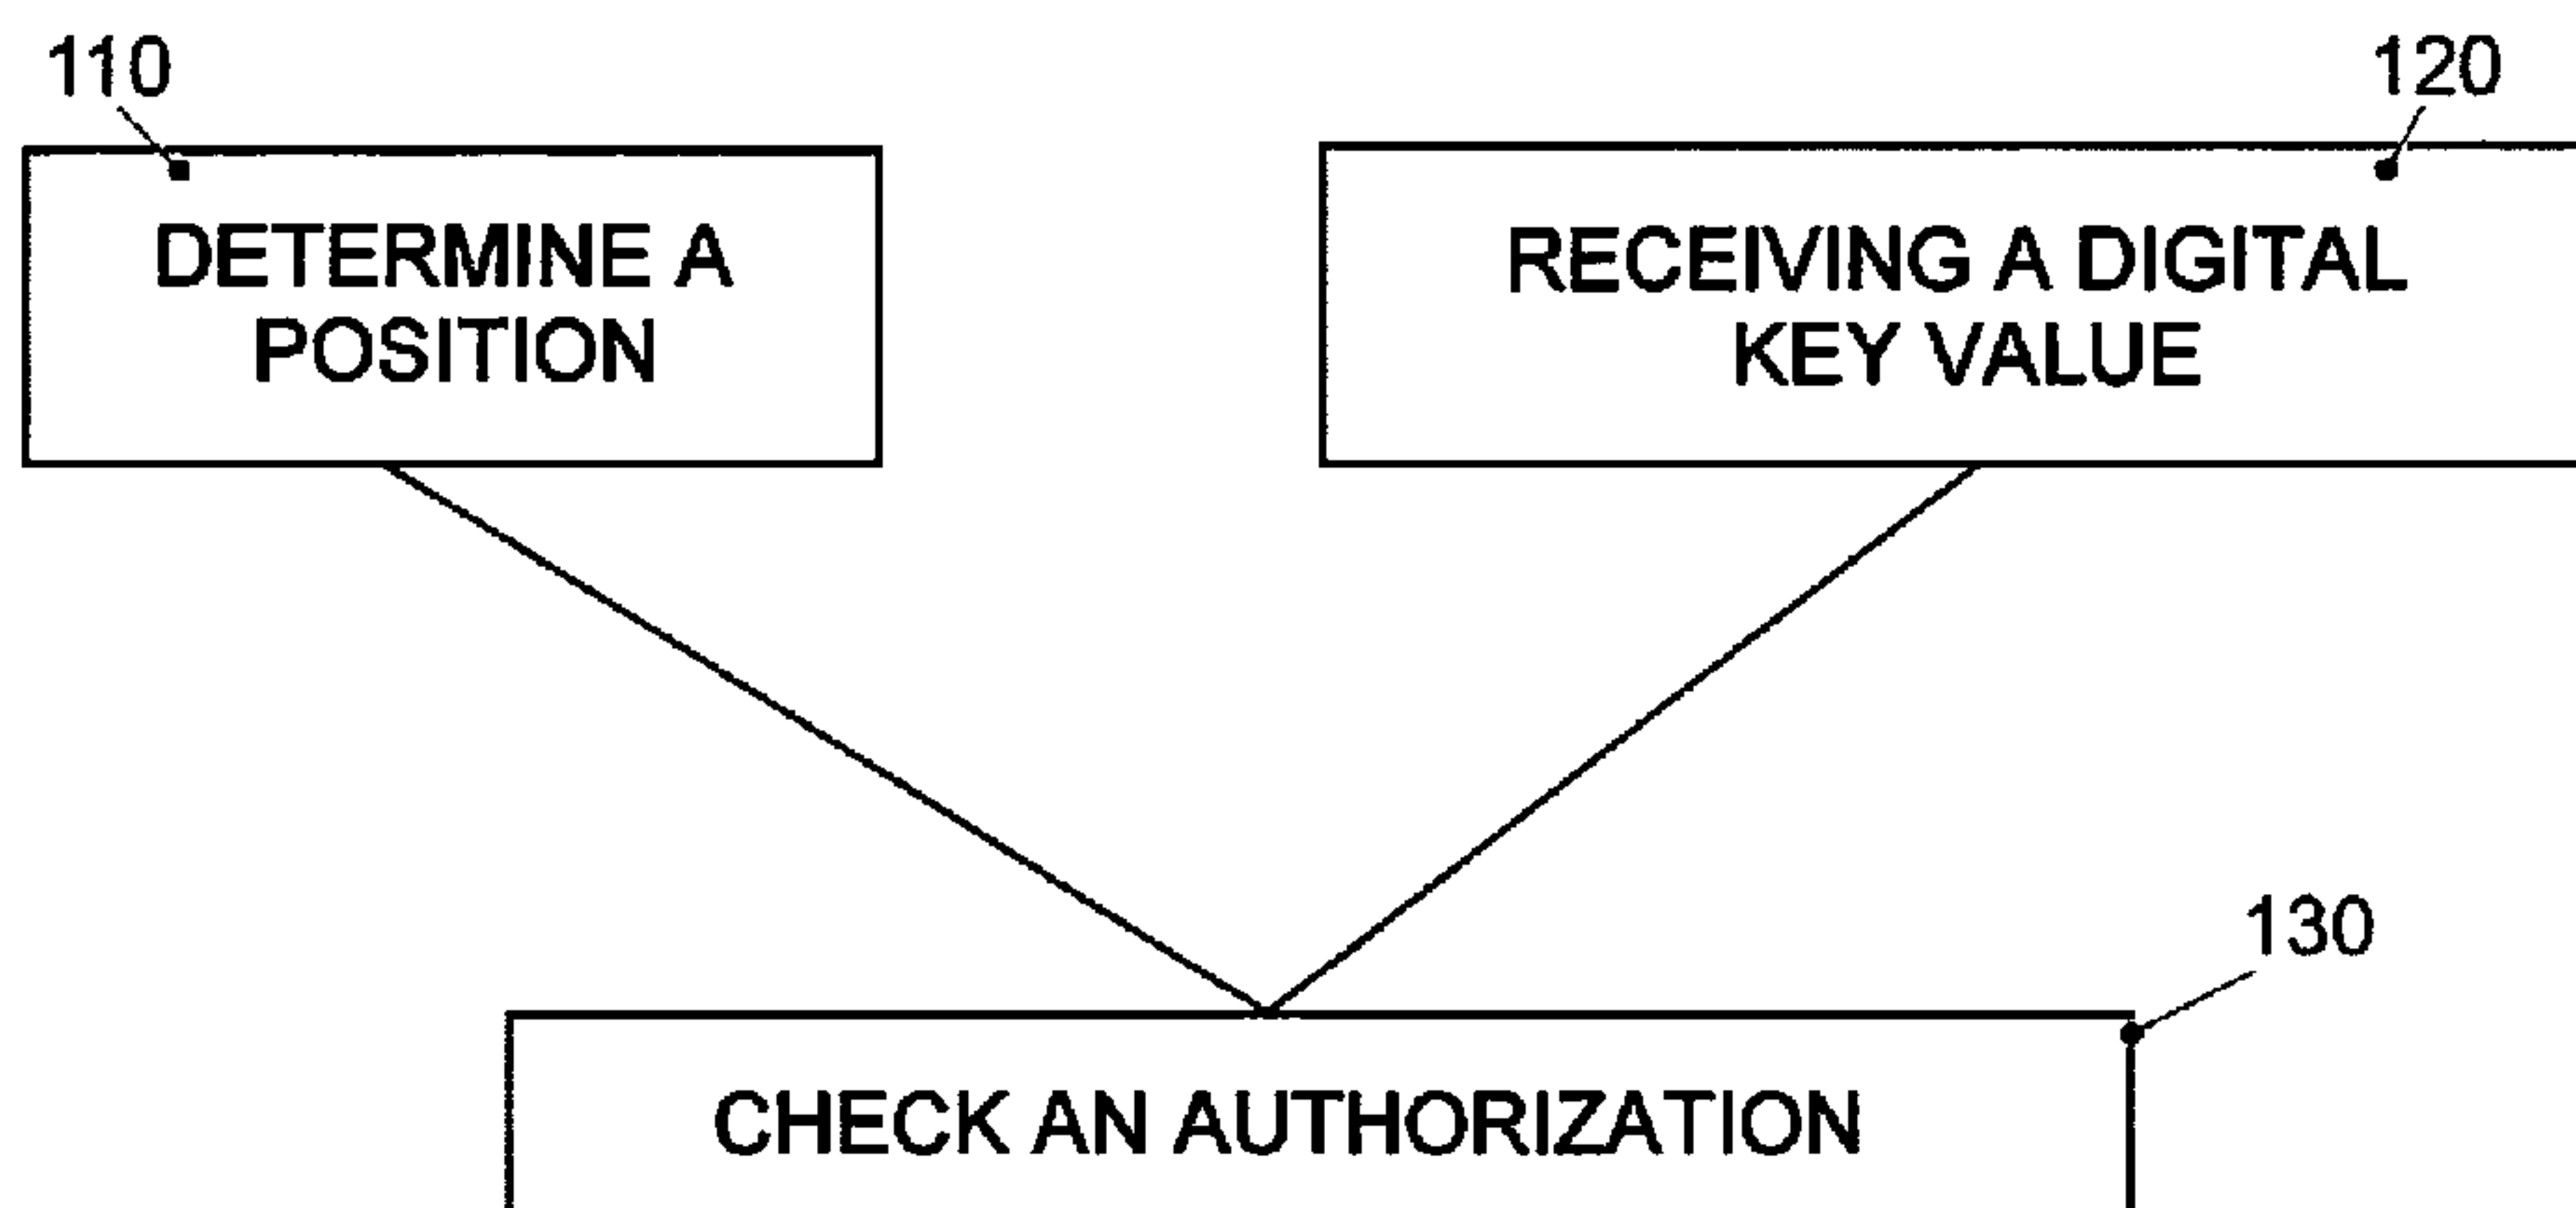 110
120
DETERMINE A
POSITION
RECEIVING A DIGITAL
KEY VALUE
130
CHECK AN AUTHORIZATION